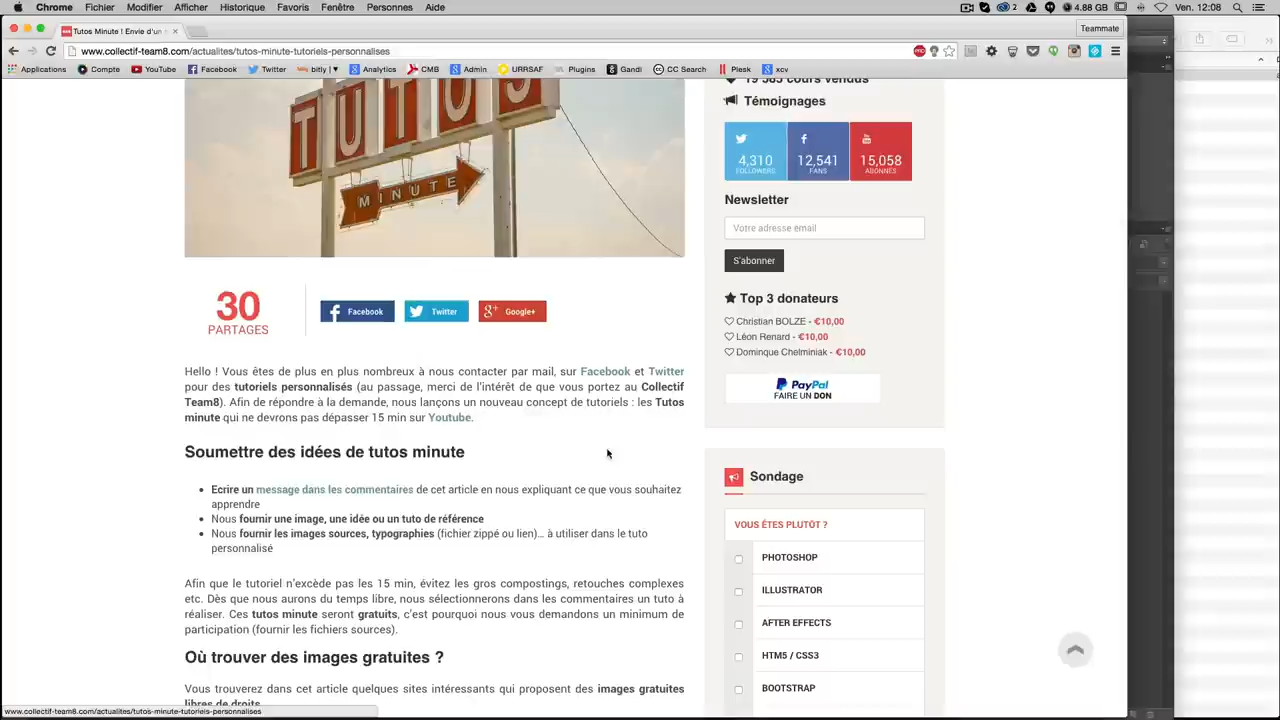 Chrome Fichier Modifier Afficher Historique Favoris Fenêtre Personnes Aide 2 4.88 GB Ven. 12:08
Tutos Minute ! Envie d'un Teammate
www.collectif-team8.com/actualites/tutos-minute-tutoriels-personnalises
Applications Compte YouTube Facebook Twitter bitly Analytics CMB Admin URRSAF Plugins Gandi CC Search Plesk xcv
TUTOS
MINUTE
30
PARTAGES
Facebook Twitter Google+
Hello ! Vous êtes de plus en plus nombreux à nous contacter par mail, sur Facebook et Twitter
pour des tutoriels personnalisés (au passage, merci de l'intérêt de que vous portez au Collectif
Team8). Afin de répondre à la demande, nous lançons un nouveau concept de tutoriels : les Tutos
minute qui ne devrons pas dépasser 15 min sur Youtube.
Soumettre des idées de tutos minute
Ecrire un message dans les commentaires de cet article en nous expliquant ce que vous souhaitez
apprendre
Nous fournir une image, une idée ou un tuto de référence
Nous fournir les images sources, typographies (fichier zippé ou lien)... à utiliser dans le tuto
personnalisé
Afin que le tutoriel n'excède pas les 15 min, évitez les gros compostings, retouches complexes
etc. Dès que nous aurons du temps libre, nous sélectionnerons dans les commentaires un tuto à
réaliser. Ces tutos minute seront gratuits, c'est pourquoi nous vous demandons un minimum de
participation (fournir les fichiers sources).
Où trouver des images gratuites ?
Vous trouverez dans cet article quelques sites intéressants qui proposent des images gratuites
libres de droits
19 585 cours vendus
Témoignages
4,310 12,541 15,058
FOLLOWERS FANS ABONNÉS
Newsletter
Votre adresse email
S'abonner
Top 3 donateurs
Christian BOLZE - €10,00
Léon Renard - €10,00
Dominque Chelminiak - €10,00
PayPal
FAIRE UN DON
Sondage
VOUS ÊTES PLUTÔT ?
PHOTOSHOP
ILLUSTRATOR
AFTER EFFECTS
HTM5 / CSS3
BOOTSTRAP
www.collectif-team8.com/actualites/tutos-minute-tutoriels-personnalises